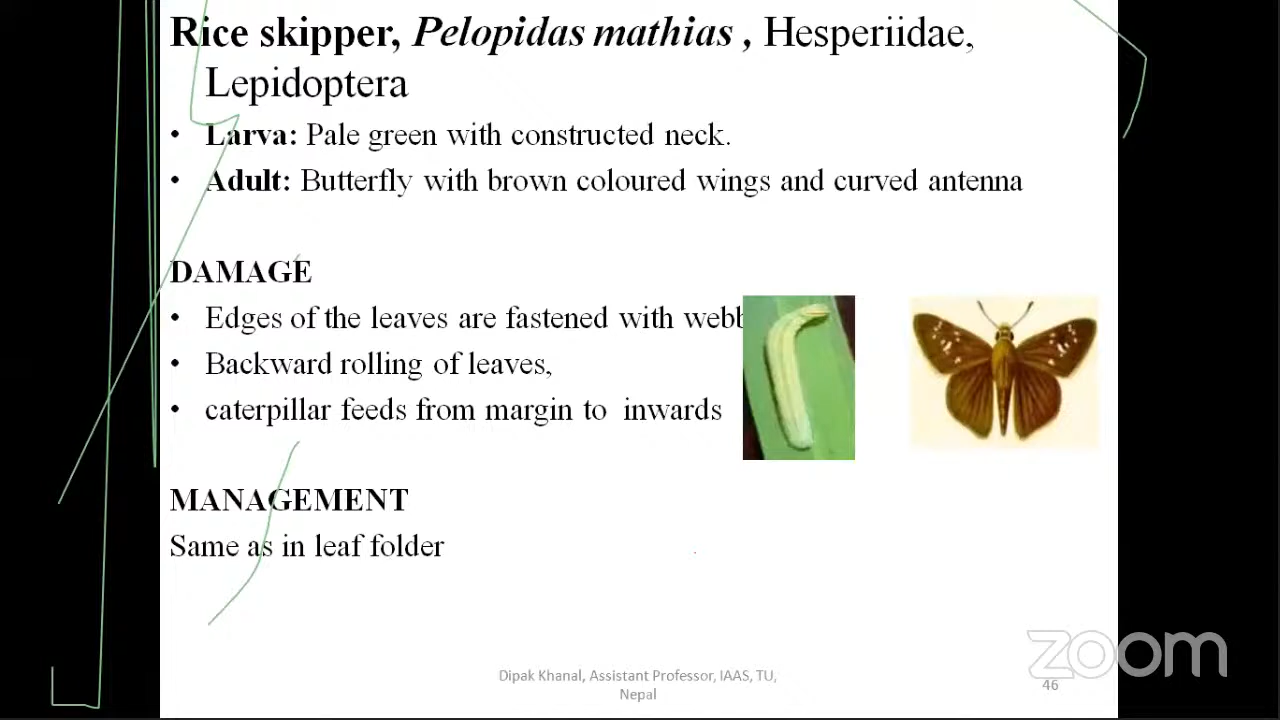 Rice skipper, Pelopidas mathias , Hesperiidae,
Lepidoptera
• Larva: Pale green with constructed neck.
• Adult: Butterfly with brown coloured wings and curved antenna
DAMAGE
• Edges of the leaves are fastened with webb
• Backward rolling of leaves,
• caterpillar feeds from margin to inwards
MANAGEMENT
Same as in leaf folder
Dipak Khanal, Assistant Professor, IAAS, TU,
Nepal
46
zoom